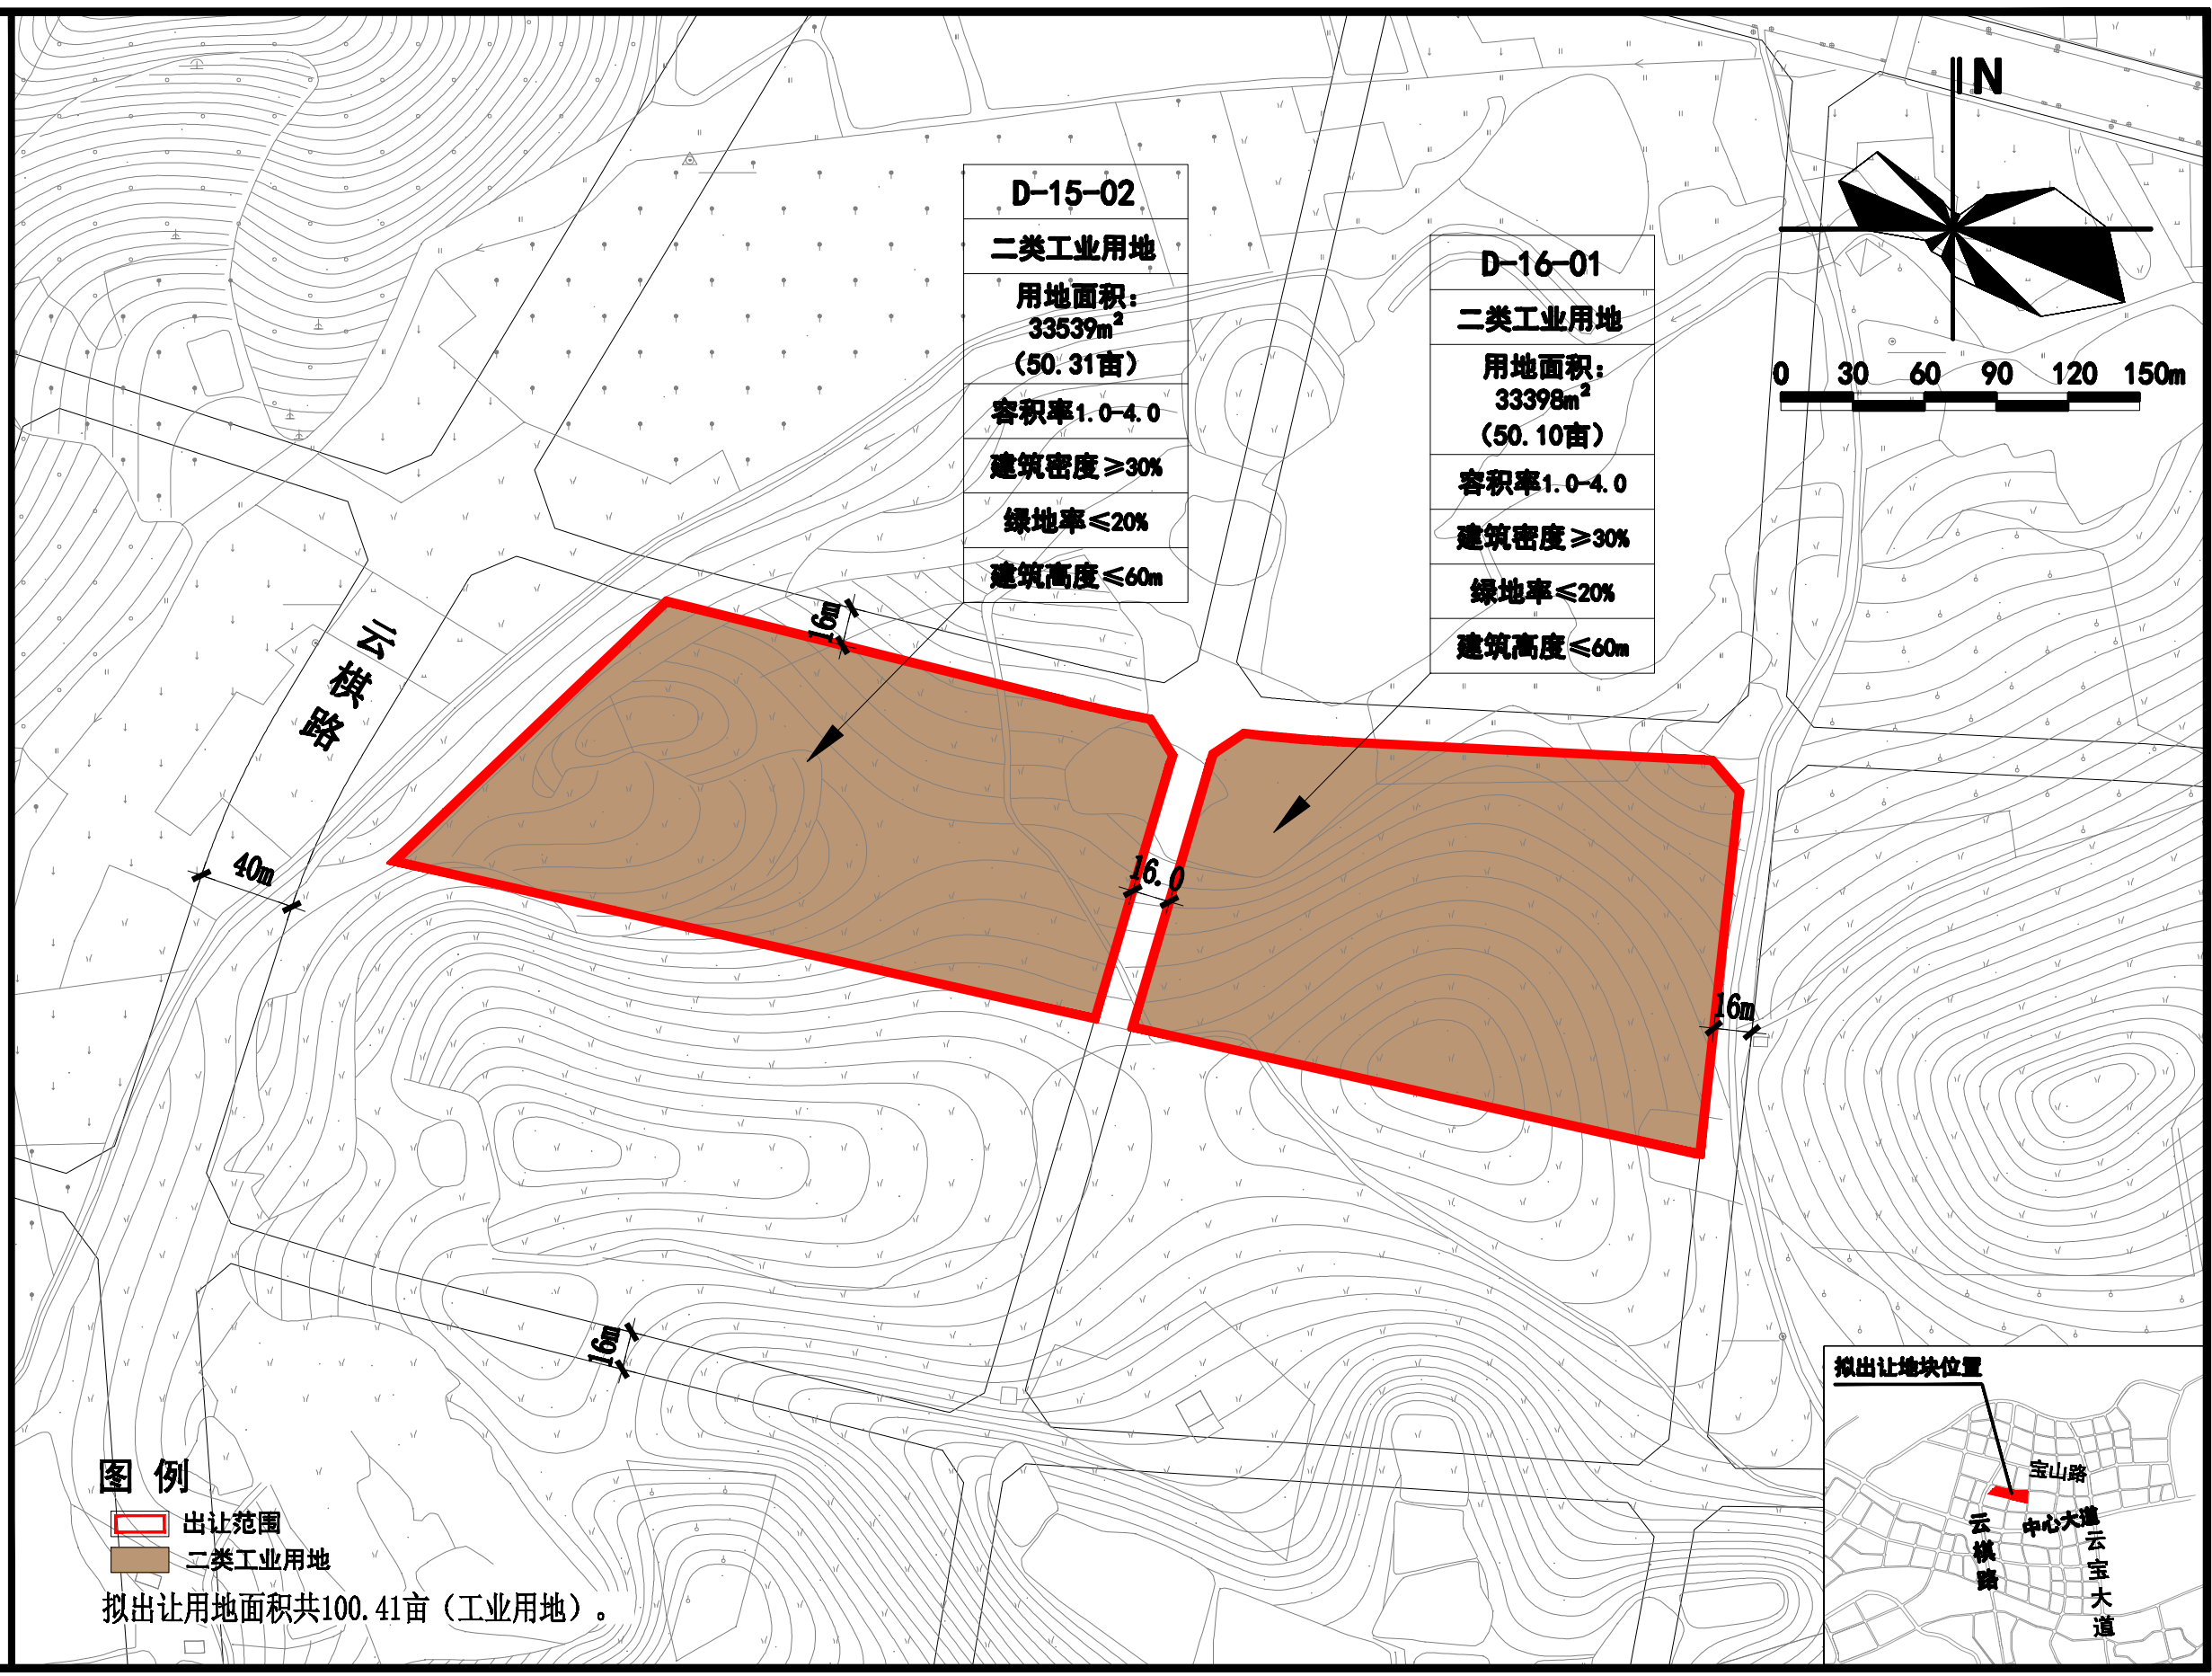 N
0 30 60 90 120 150m
D-15-02
二类工业用地
用地面积：
33539m²
（50.31亩）
容积率1.0-4.0
建筑密度≥30%
绿地率≤20%
建筑高度≤60m
D-16-01
二类工业用地
用地面积：
33398m²
（50.10亩）
容积率1.0-4.0
建筑密度≥30%
绿地率≤20%
建筑高度≤60m
16m
云棋路
40m
16.0
16m
16m
拟出让地块位置
宝山路
中心大道
云棋路
云宝大道
图 例
出让范围
二类工业用地
拟出让用地面积共100.41亩（工业用地）。